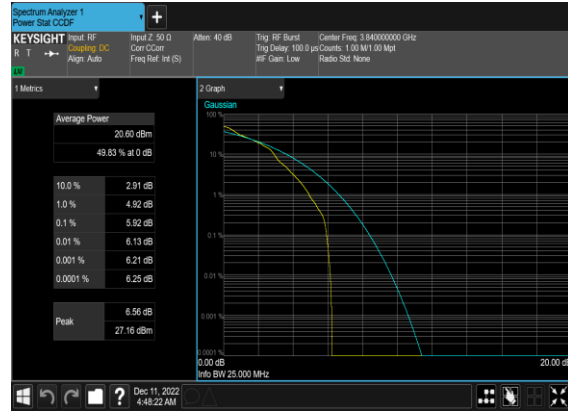 Spectrum Analyzer 1
Power Stat CCDF
KEYSIGHT
R T
LXI
Input: RF
Coupling: DC
Align: Auto
Input Z: 50 Ω
Corr CCorr
Freq Ref: Int (S)
Atten: 40 dB
Trig: RF Burst
Trig Delay: 100.0 µs
#IF Gain: Low
Center Freq: 3.840000000 GHz
Counts: 1.00 M/1.00 Mpt
Radio Std: None
1 Metrics
Average Power
20.60 dBm
49.83 % at 0 dB
10.0 % 2.91 dB
1.0 % 4.92 dB
0.1 % 5.92 dB
0.01 % 6.13 dB
0.001 % 6.21 dB
0.0001 % 6.25 dB
Peak
6.56 dB
27.16 dBm
2 Graph
Gaussian
100 %
10 %
1 %
0.1 %
0.01 %
0.001 %
0.0001 %
0.00 dB
20.00 dB
Info BW 25.000 MHz
?
Dec 11, 2022
4:48:22 AM